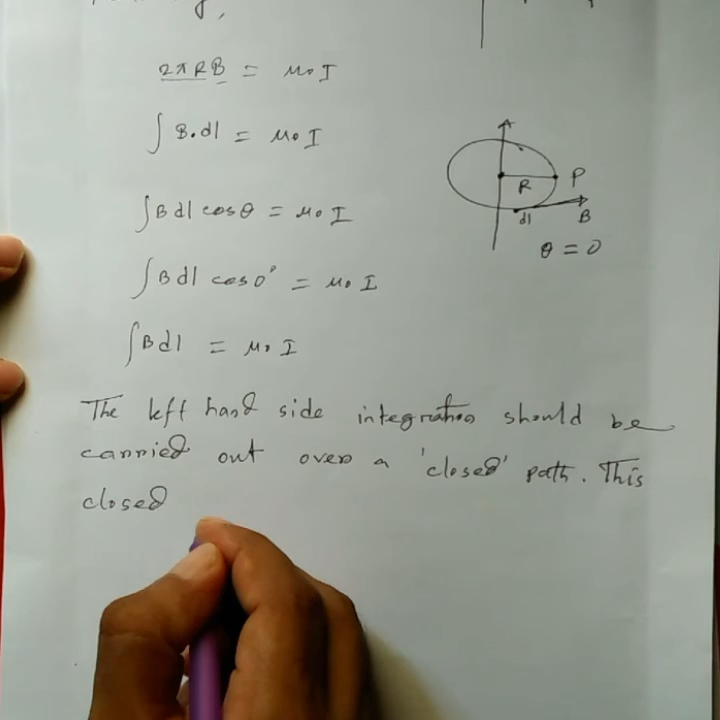 2πRB = μ₀I
∫B.dl = μ₀I
∫Bdl cosθ = μ₀I
∫Bdl cos0° = μ₀I
∫Bdl = μ₀I
R
P
dl
B
θ = 0
The left hand side integration should be
carried out over a 'closed' path. This
closed